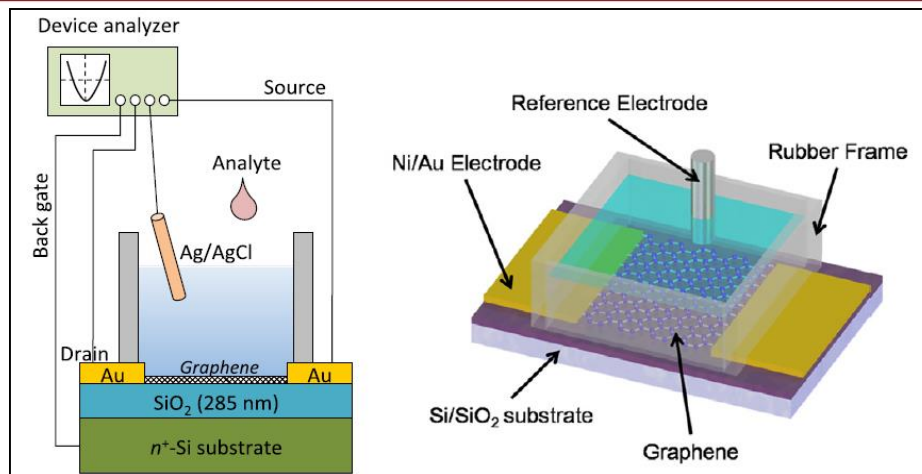 Device analyzer
Source
Analyte
Back gate
Ag/AgCl
Drain
Graphene
Au
Au
SiO₂ (285 nm)
n⁺-Si substrate
Reference Electrode
Ni/Au Electrode
Rubber Frame
Si/SiO₂ substrate
Graphene